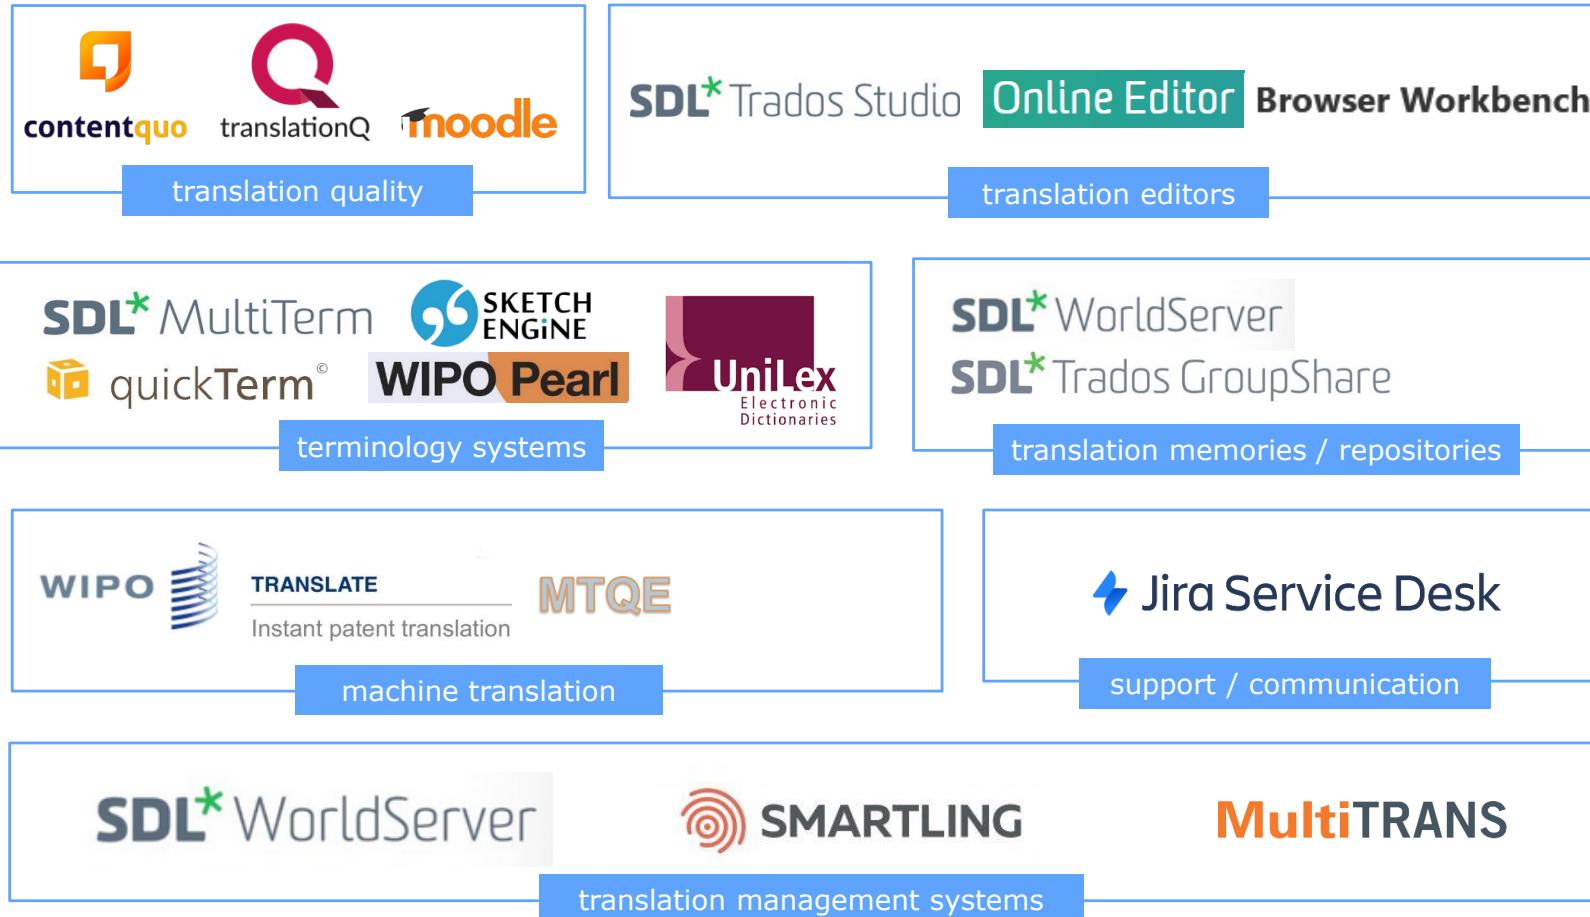 contentquo
translationQ
moodle
translation quality
SDL* Trados Studio
Online Editor
Browser Workbench
translation editors
SDL* MultiTerm
SKETCH
ENGiNE
quickTerm©
WIPO Pearl
UniLex
Electronic
Dictionaries
terminology systems
SDL* WorldServer
SDL* Trados GroupShare
translation memories / repositories
WIPO
TRANSLATE
Instant patent translation
MTQE
machine translation
Jira Service Desk
support / communication
SDL* WorldServer
SMARTLING
MultiTRANS
translation management systems